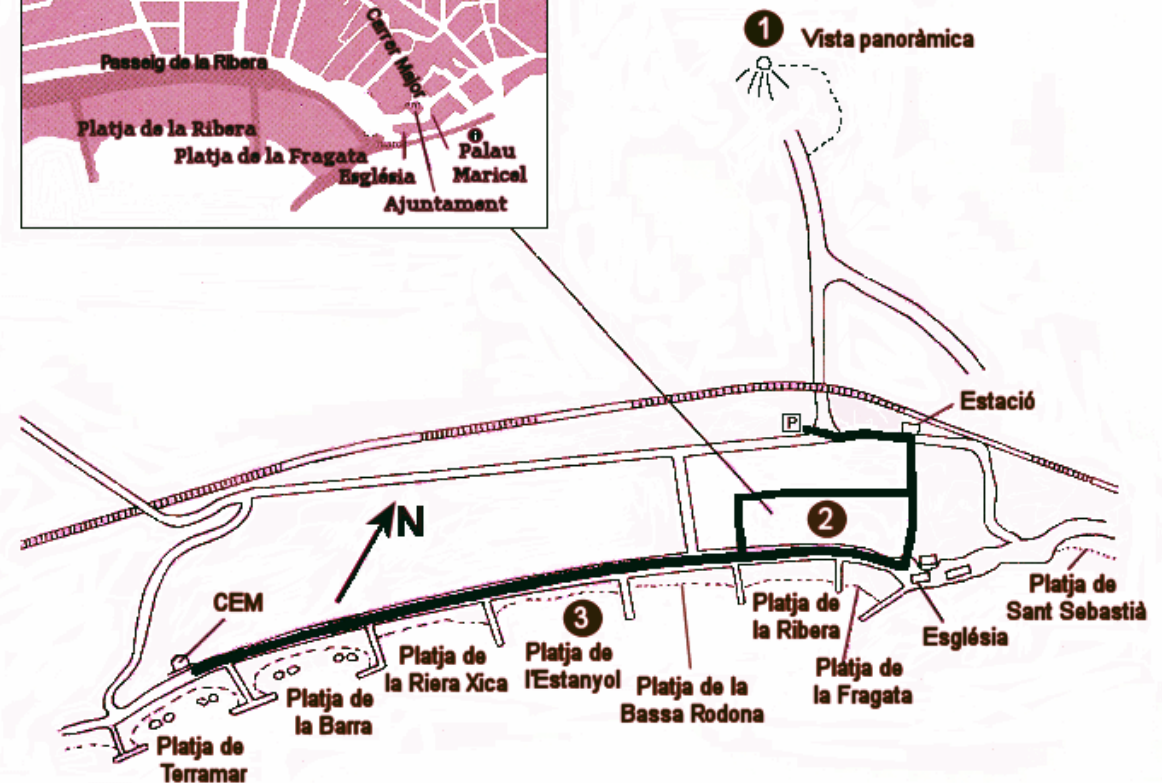 Carrer Major
Passeig de la Ribera
Platja de la Ribera
Platja de la Fragata
Església
i
Palau
Maricel
Ajuntament
1
Vista panoràmica
Estació
P
2
N
CEM
3
Platja de
Sant Sebastià
Església
Platja de
la Ribera
Platja de
la Fragata
Platja de la
Bassa Rodona
Platja de
l'Estanyol
Platja de
la Riera Xica
Platja de
la Barra
Platja de
Terramar